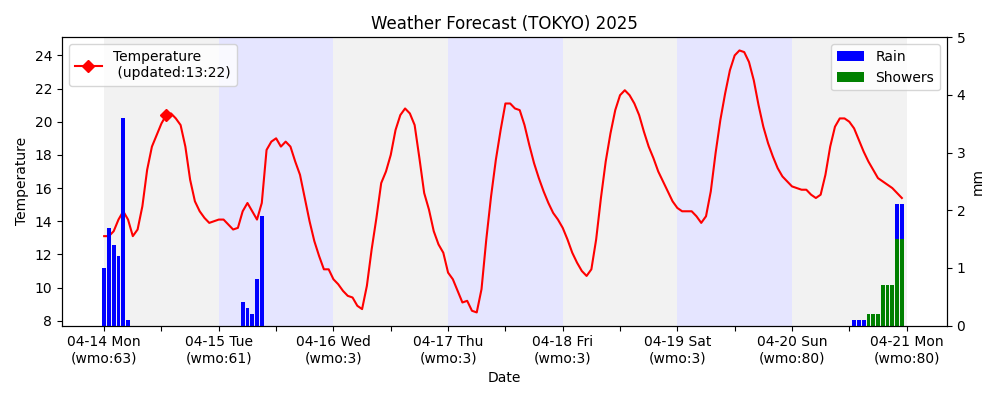 Weather Forecast (TOKYO) 2025
Temperature
(updated:13:22)
Rain
Showers
Temperature
24
22
20
18
16
14
12
10
8
5
4
3
2
1
0
mm
04-14 Mon
(wmo:63)
04-15 Tue
(wmo:61)
04-16 Wed
(wmo:3)
04-17 Thu
(wmo:3)
04-18 Fri
(wmo:3)
04-19 Sat
(wmo:3)
04-20 Sun
(wmo:80)
04-21 Mon
(wmo:80)
Date